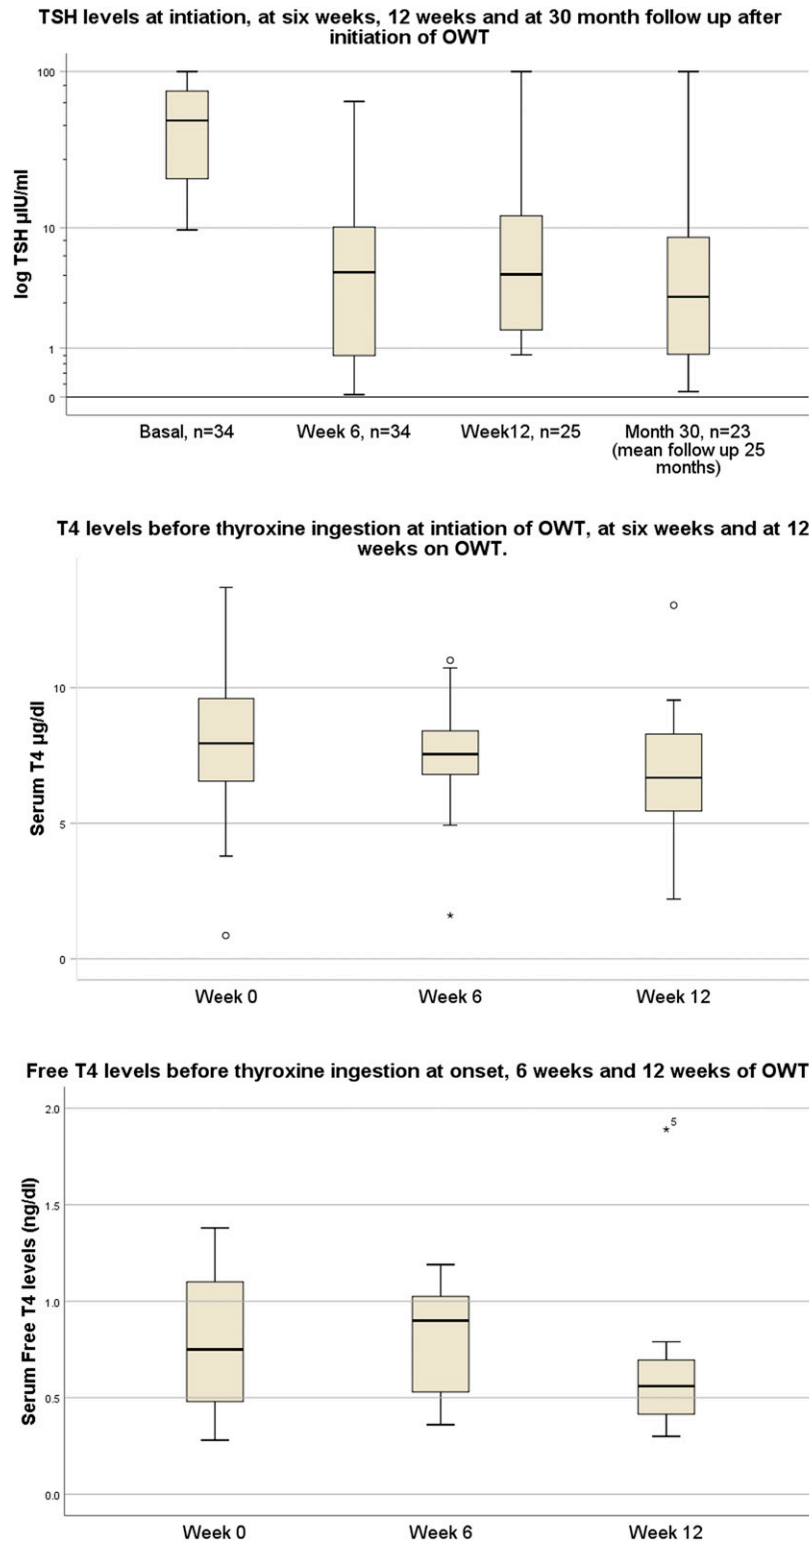 TSH levels at intiation, at six weeks, 12 weeks and at 30 month follow up after
initiation of OWT
log TSH µIU/ml
100
10
1
0
Basal, n=34
Week 6, n=34
Week12, n=25
Month 30, n=23
(mean follow up 25
months)
T4 levels before thyroxine ingestion at intiation of OWT, at six weeks and at 12
weeks on OWT.
Serum T4 µg/dl
10
5
0
Week 0
Week 6
Week 12
Free T4 levels before thyroxine ingestion at onset, 6 weeks and 12 weeks of OWT
Serum Free T4 levels (ng/dl)
2.0
1.5
1.0
0.5
0.0
5
Week 0
Week 6
Week 12